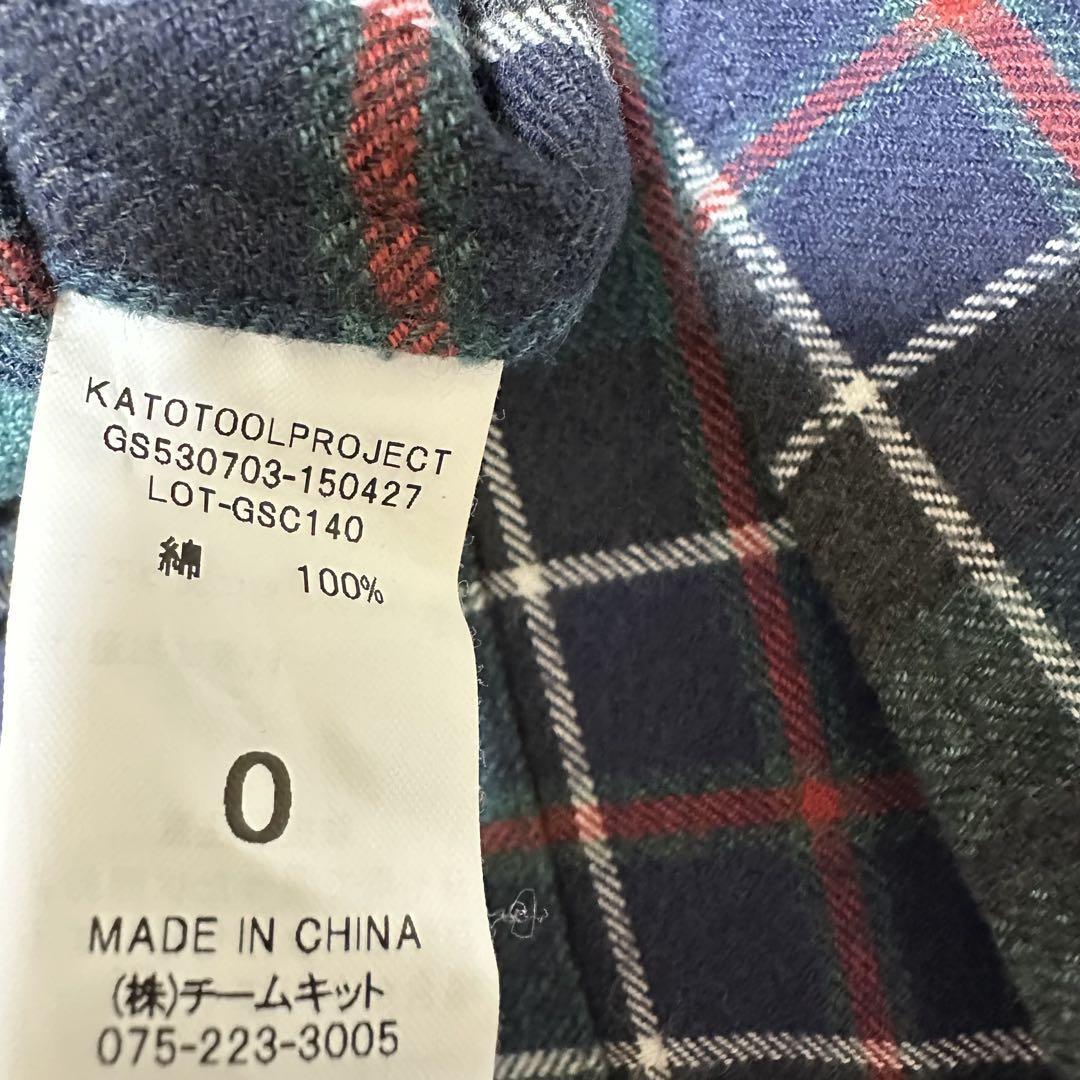 KATOTOOLPROJECT
GS530703-150427
LOT-GSC140
綿 100%
0
MADE IN CHINA
(株)チームキット
075-223-3005